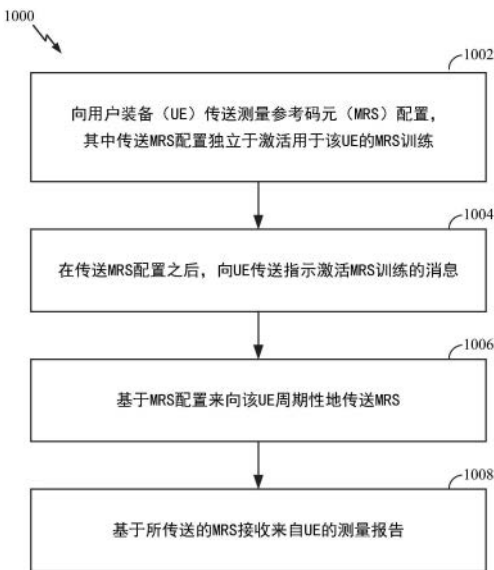 1000
1002
向用户装备（UE）传送测量参考码元（MRS）配置，
其中传送MRS配置独立于激活用于该UE的MRS训练
1004
在传送MRS配置之后，向UE传送指示激活MRS训练的消息
1006
基于MRS配置来向该UE周期性地传送MRS
1008
基于所传送的MRS接收来自UE的测量报告